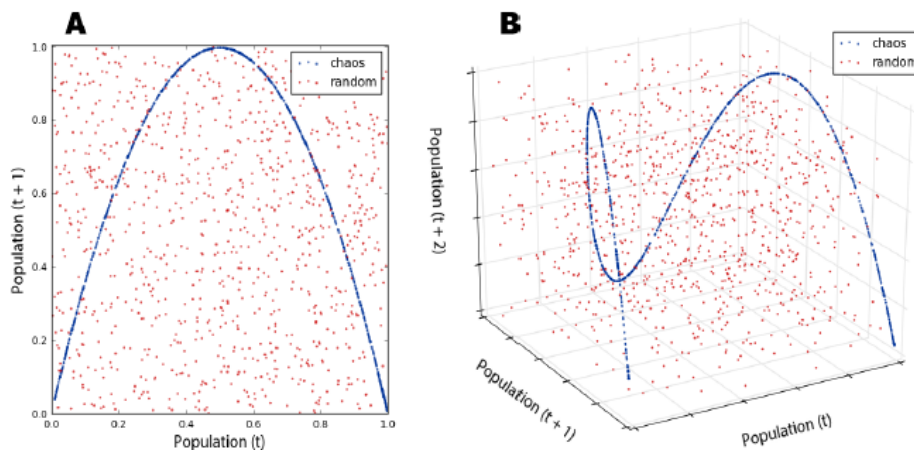 A
B
chaos
random
chaos
random
1.0
0.8
0.6
0.4
0.2
0.0
0.0
0.2
0.4
0.6
0.8
1.0
Population (t + 1)
Population (t)
Population (t + 2)
Population (t + 1)
Population (t)